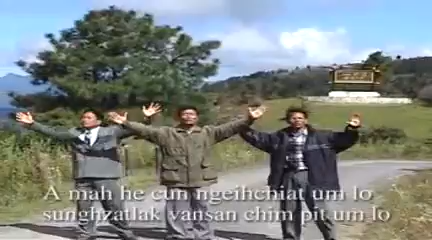 A mah he cun ngeihchiat um lo
sunghzatlak vansan chim pit um lo